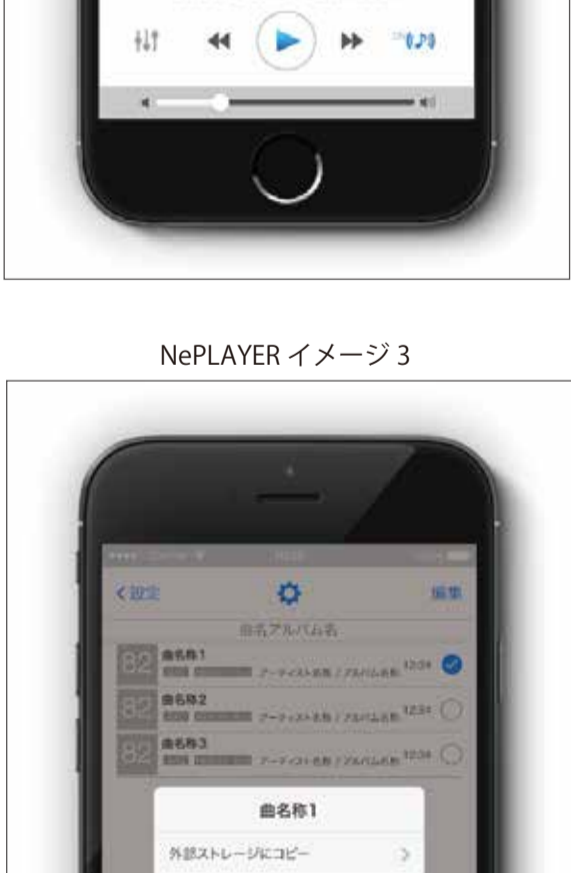 NePLAYER イメージ 3
＜設定
編集
曲名アルバム名
82 曲名称1
アーティスト名称 / アルバム名称 12:34
82 曲名称2
アーティスト名称 / アルバム名称 12:34
82 曲名称3
アーティスト名称 / アルバム名称 12:34
曲名称1
外部ストレージにコピー